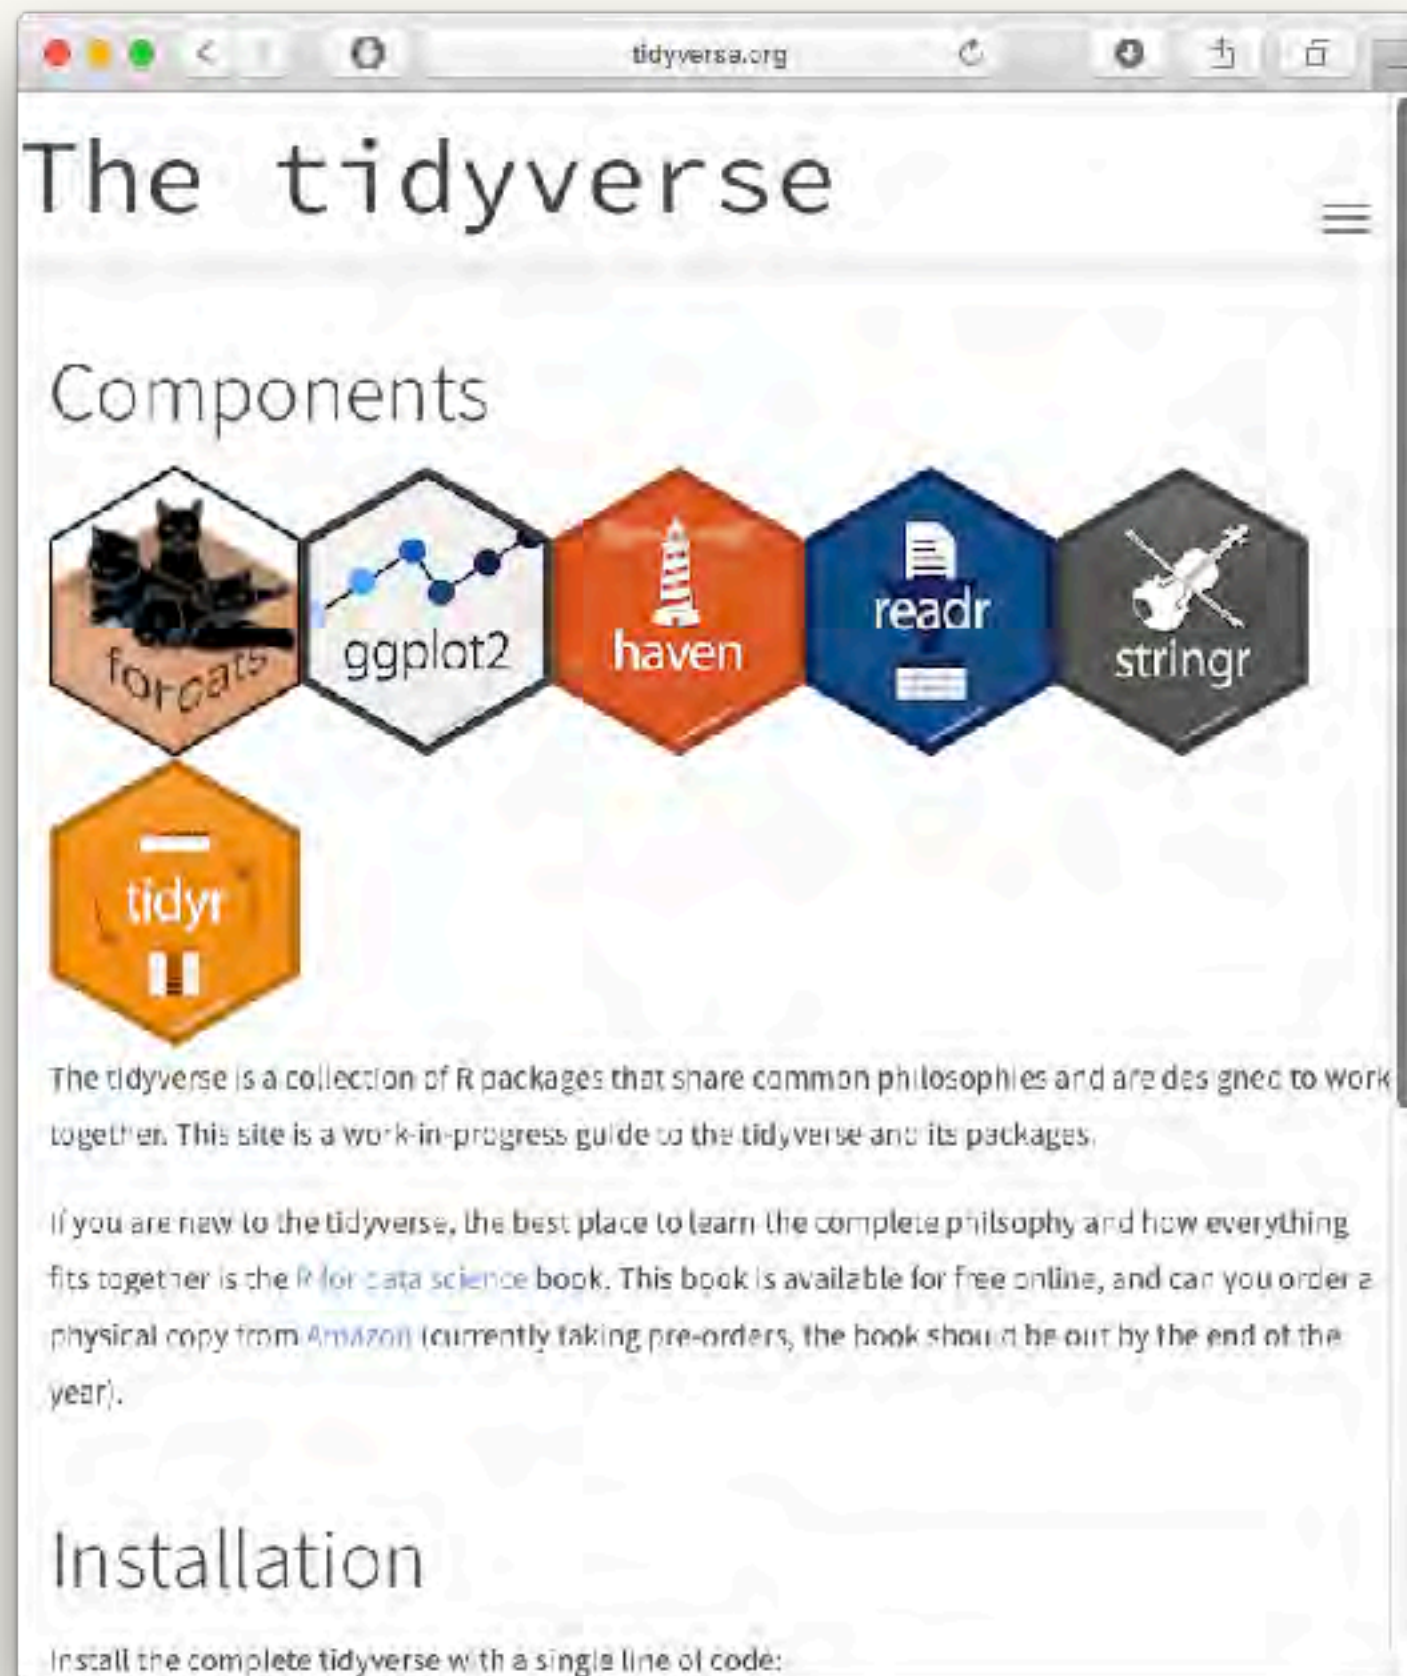 tidyverse.org
The tidyverse
Components
forcats
ggplot2
haven
readr
stringr
tidyr
The tidyverse is a collection of R packages that share common philosophies and are designed to work
together. This site is a work-in-progress guide to the tidyverse and its packages.
If you are new to the tidyverse, the best place to learn the complete philsophy and how everything
fits together is the R for data science book. This book is available for free online, and can you order a
physical copy from Amazon (currently taking pre-orders, the book should be out by the end of the
year).
Installation
Install the complete tidyverse with a single line of code: